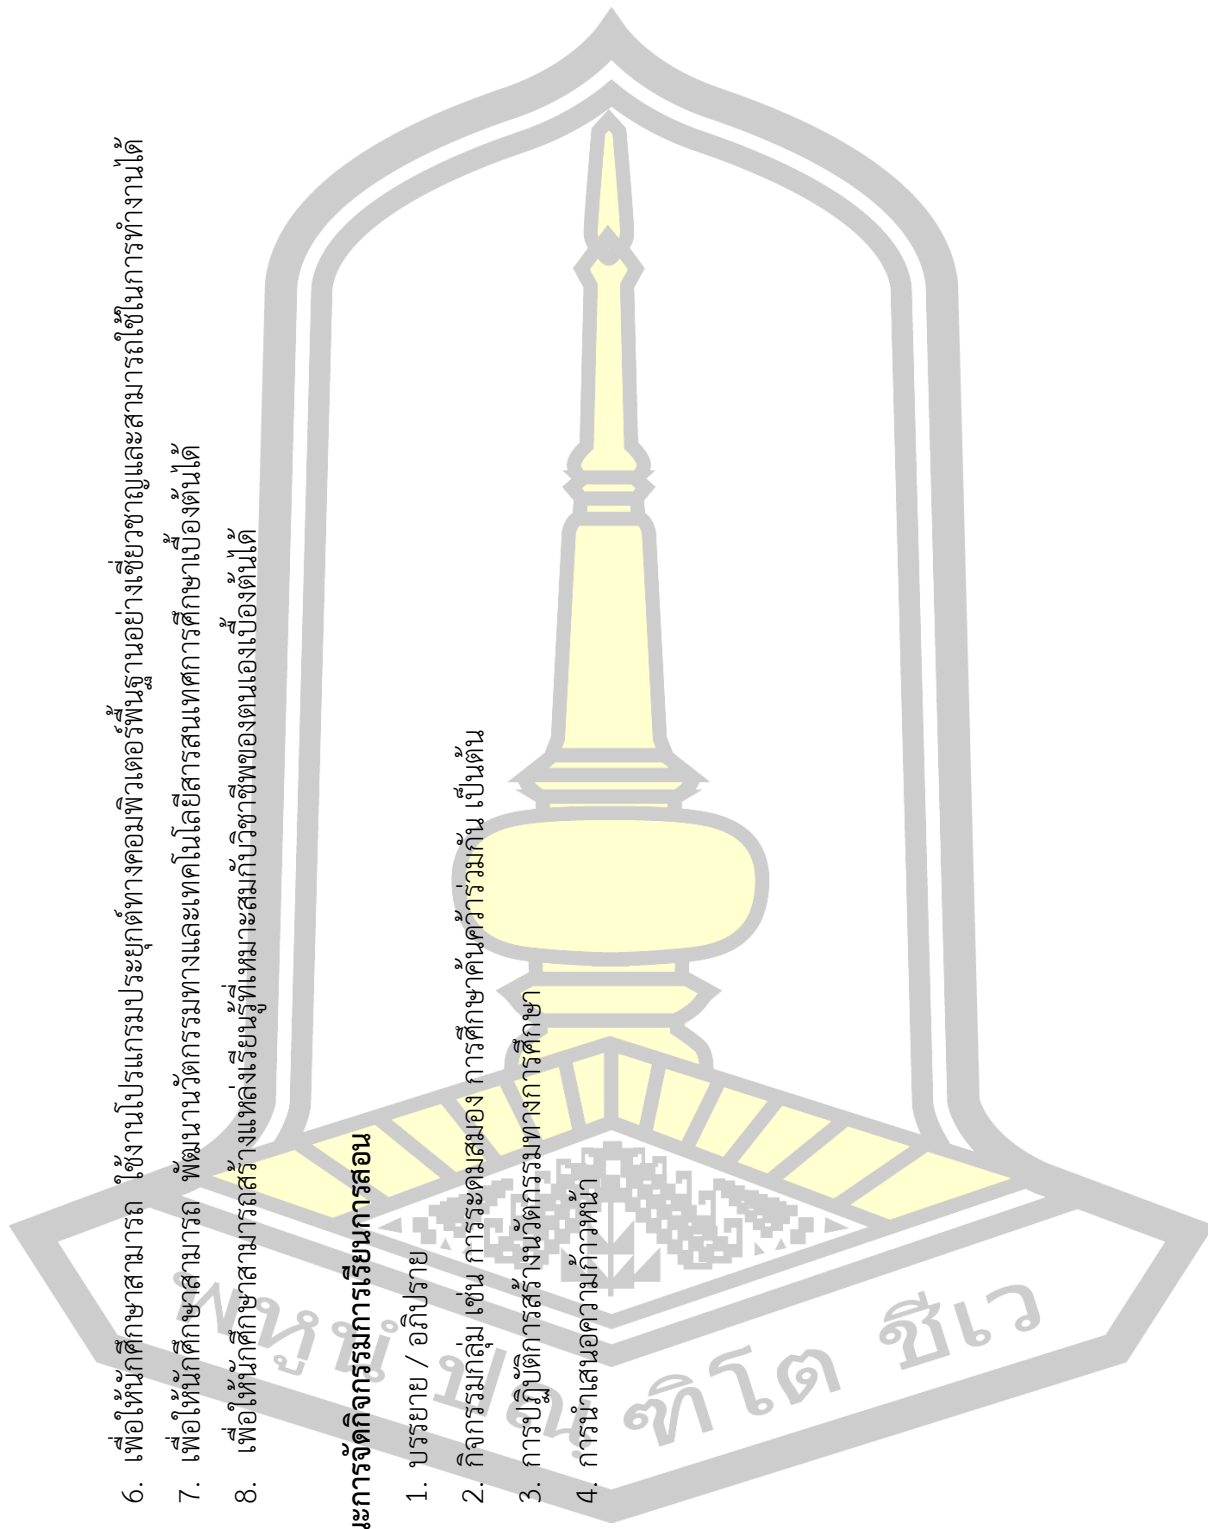 6. เพื่อให้นักศึกษาสามารถ ใช้งานโปรแกรมประยุกต์ทางคอมพิวเตอร์พื้นฐานอย่างเชี่ยวชาญและสามารถใช้ในการทำงานได้
7. เพื่อให้นักศึกษาสามารถ พัฒนานวัตกรรมทางและเทคโนโลยีสารสนเทศการศึกษาเบื้องต้นได้
8. เพื่อให้นักศึกษาสามารถสร้างแหล่งเรียนรู้ที่เหมาะสมกับวิชาชีพของตนเองเบื้องต้นได้
ณะการจัดกิจกรรมการเรียนการสอน
1. บรรยาย / อภิปราย
2. กิจกรรมกลุ่ม เช่น การระดมสมอง การศึกษาค้นคว้าร่วมกัน เป็นต้น
3. การปฏิบัติการสร้างนวัตกรรมทางการศึกษา
4. การนำเสนอความก้าวหน้า
พหูนํ ปณฺฑิโต ชีเว